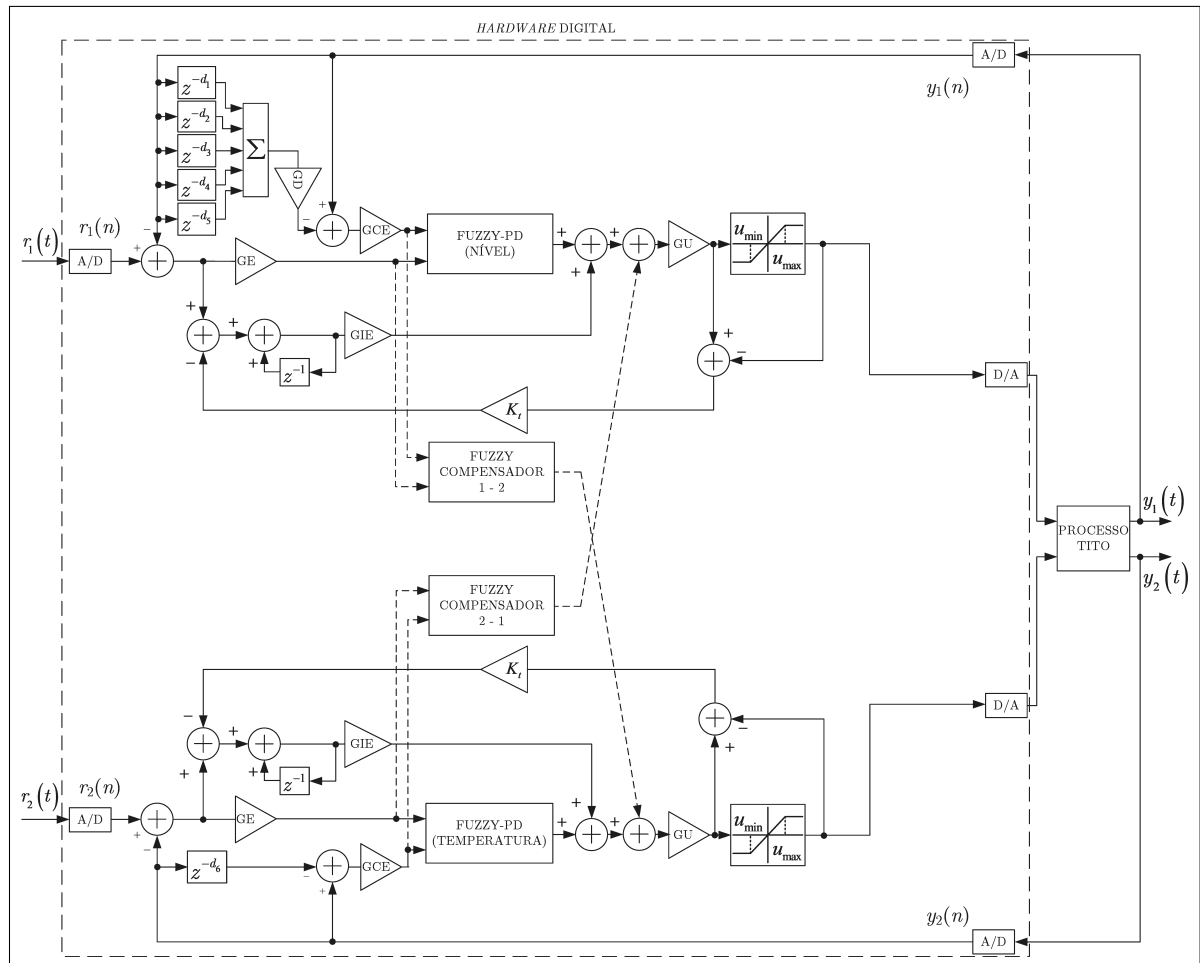 HARDWARE DIGITAL
A/D
y₁(n)
z^{-d₁}
z^{-d₂}
z^{-d₃}
z^{-d₄}
z^{-d₅}
Σ
GD
r₁(t)
r₁(n)
A/D
+
−
−
+
GCE
GE
FUZZY-PD
(NÍVEL)
+
+
+
GU
u_min
u_max
+
−
+
+
z⁻¹
GIE
+
−
K_t
D/A
FUZZY
COMPENSADOR
1 - 2
PROCESSO
TITO
y₁(t)
y₂(t)
FUZZY
COMPENSADOR
2 - 1
K_t
D/A
−
+
+
+
z⁻¹
GIE
−
+
r₂(t)
r₂(n)
A/D
+
−
GE
FUZZY-PD
(TEMPERATURA)
+
+
+
GU
u_min
u_max
z^{-d₆}
−
+
GCE
y₂(n)
A/D